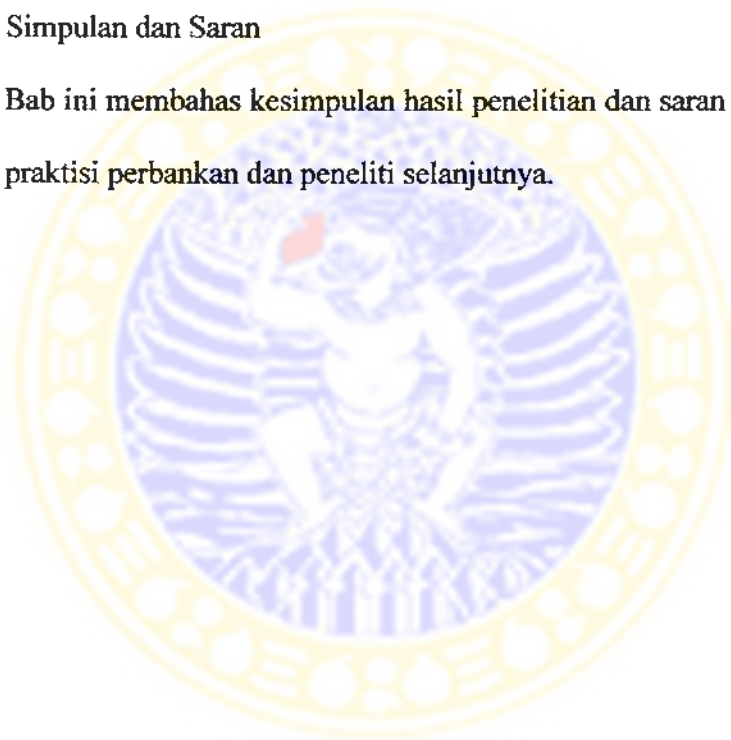 Simpulan dan Saran
Bab ini membahas kesimpulan hasil penelitian dan saran
praktisi perbankan dan peneliti selanjutnya.